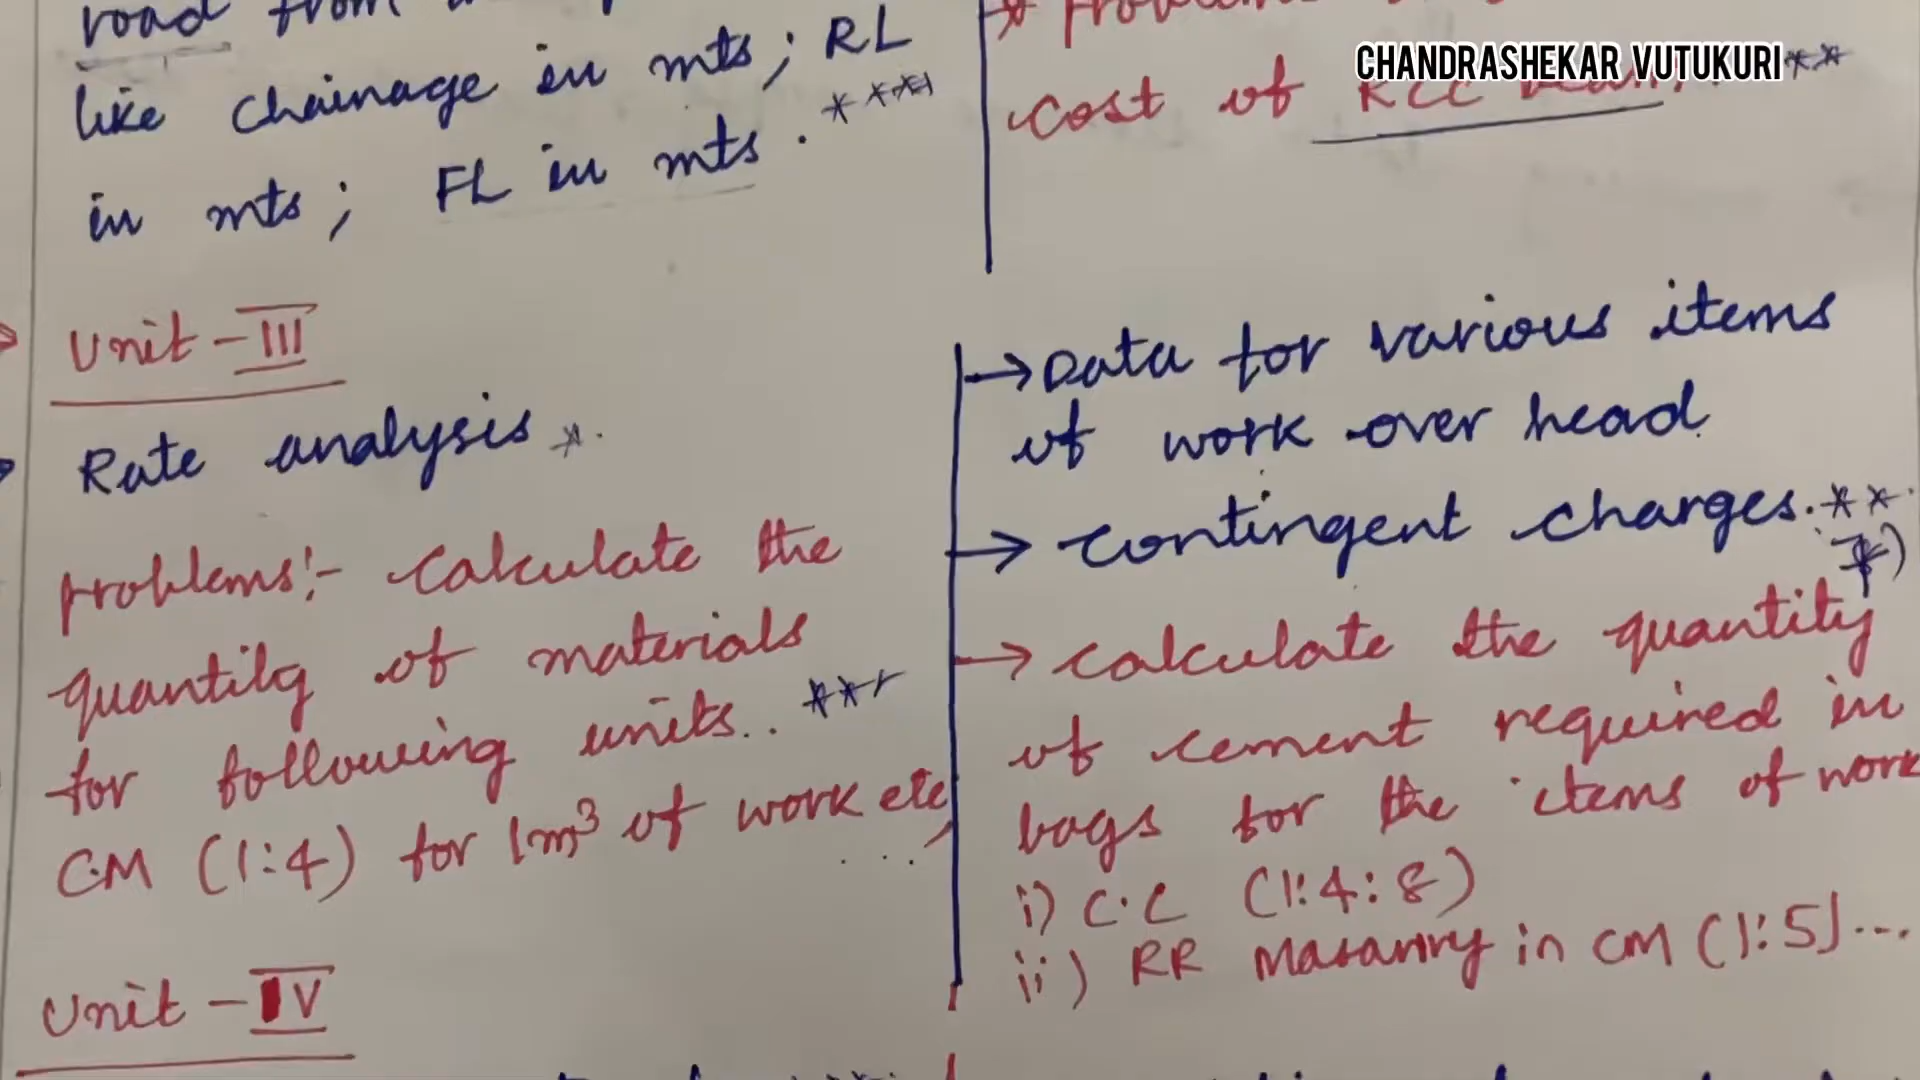 road from
like chainage in mts; RL
in mts; FL in mts. ****
CHANDRASHEKAR VUTUKURI **
cost of RCC
Unit-III
Rate analysis *.
problems:- calculate the
quantity of materials
for following units.. ***
CM (1:4) for 1m³ of work etc,
...
→ Data for various items
of work over head
→ contingent charges. **
*)
→ calculate the quantity
of cement required in
bags for the items of work
i) C.C (1:4:8)
ii) RR Masanry in CM (1:5)...
Unit-IV